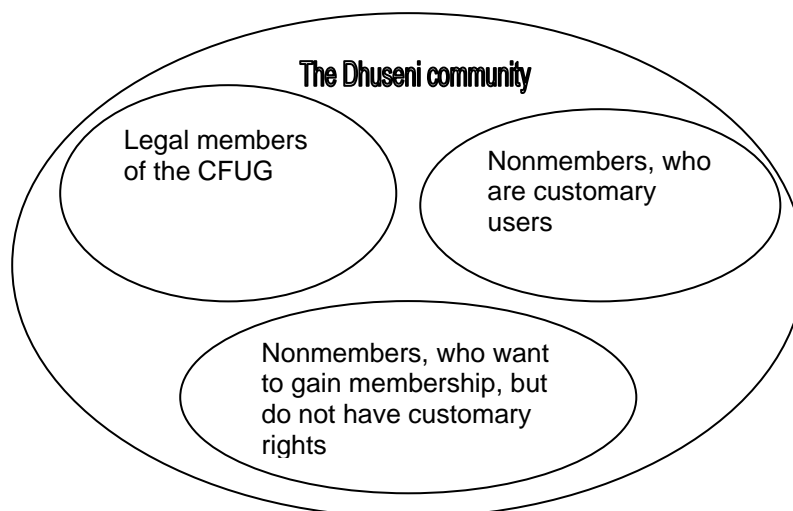 The Dhuseni community
Legal members
of the CFUG
Nonmembers, who
are customary
users
Nonmembers, who want
to gain membership, but
do not have customary
rights